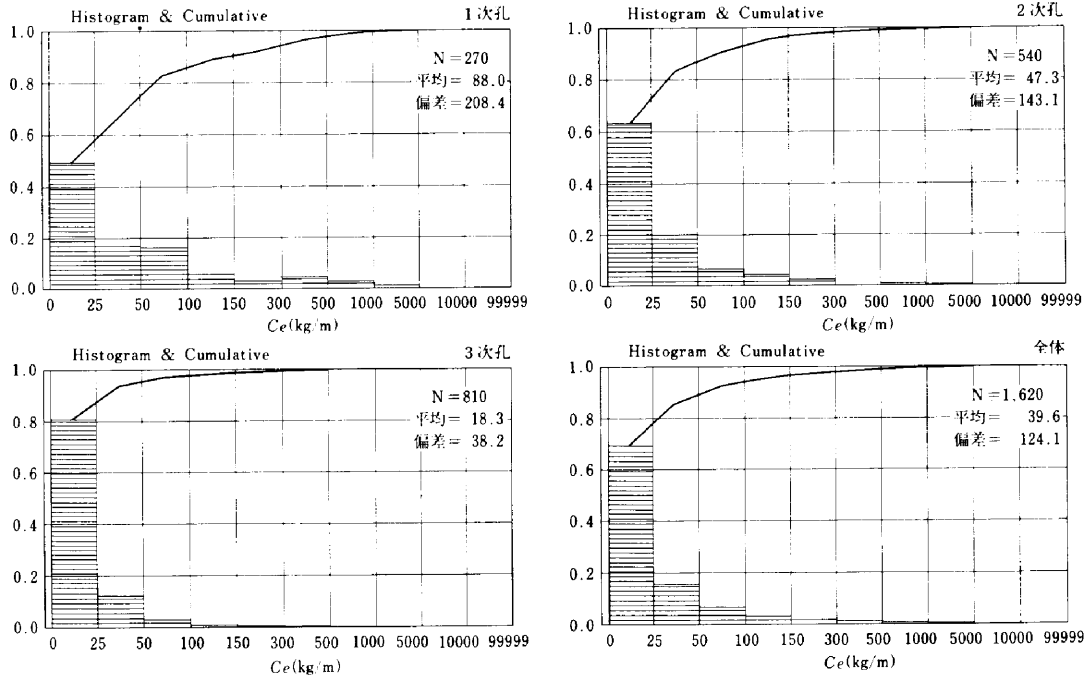 Histogram & Cumulative
1次孔
N=270
平均= 88.0
偏差=208.4
1.0
0.8
0.6
0.4
0.2
0.0
0 25 50 100 150 300 500 1000 5000 10000 99999
Ce(kg/m)
Histogram & Cumulative
2次孔
N=540
平均= 47.3
偏差=143.1
1.0
0.8
0.6
0.4
0.2
0.0
0 25 50 100 150 300 500 1000 5000 10000 99999
Ce(kg/m)
Histogram & Cumulative
3次孔
N=810
平均= 18.3
偏差= 38.2
1.0
0.8
0.6
0.4
0.2
0.0
0 25 50 100 150 300 500 1000 5000 10000 99999
Ce(kg/m)
Histogram & Cumulative
全体
N=1,620
平均= 39.6
偏差= 124.1
1.0
0.8
0.6
0.4
0.2
0.0
0 25 50 100 150 300 500 1000 5000 10000 99999
Ce(kg/m)